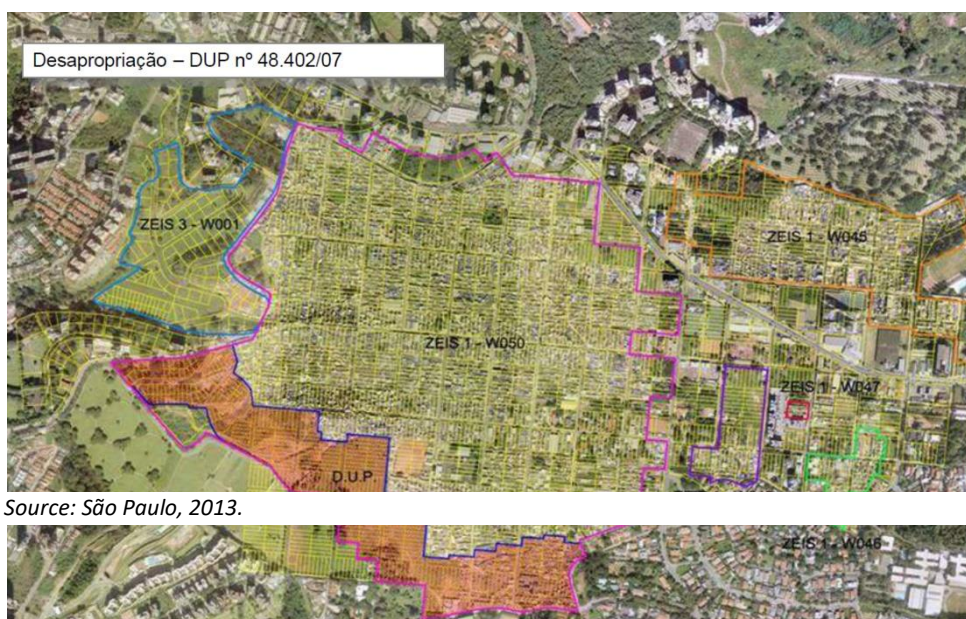 Desapropriação – DUP nº 48.402/07
ZEIS 3 - W001
ZEIS 1 - W045
ZEIS 1 - W050
ZEIS 1 - W047
D.U.P
Source: São Paulo, 2013.
ZEIS 1 - W046